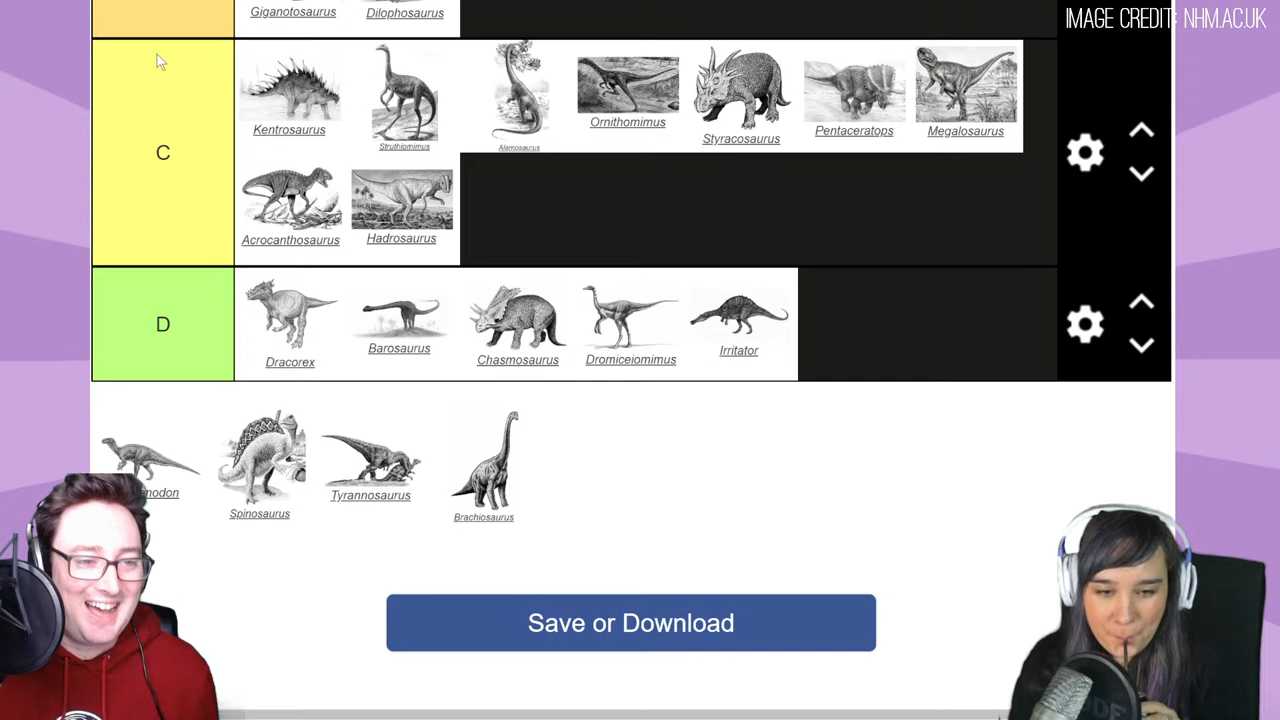 IMAGE CREDIT: NHM.AC.UK
Giganotosaurus
Dilophosaurus
C
Kentrosaurus
Struthiomimus
Alamosaurus
Ornithomimus
Styracosaurus
Pentaceratops
Megalosaurus
Acrocanthosaurus
Hadrosaurus
D
Dracorex
Barosaurus
Chasmosaurus
Dromiceiomimus
Irritator
nodon
Spinosaurus
Tyrannosaurus
Brachiosaurus
Save or Download